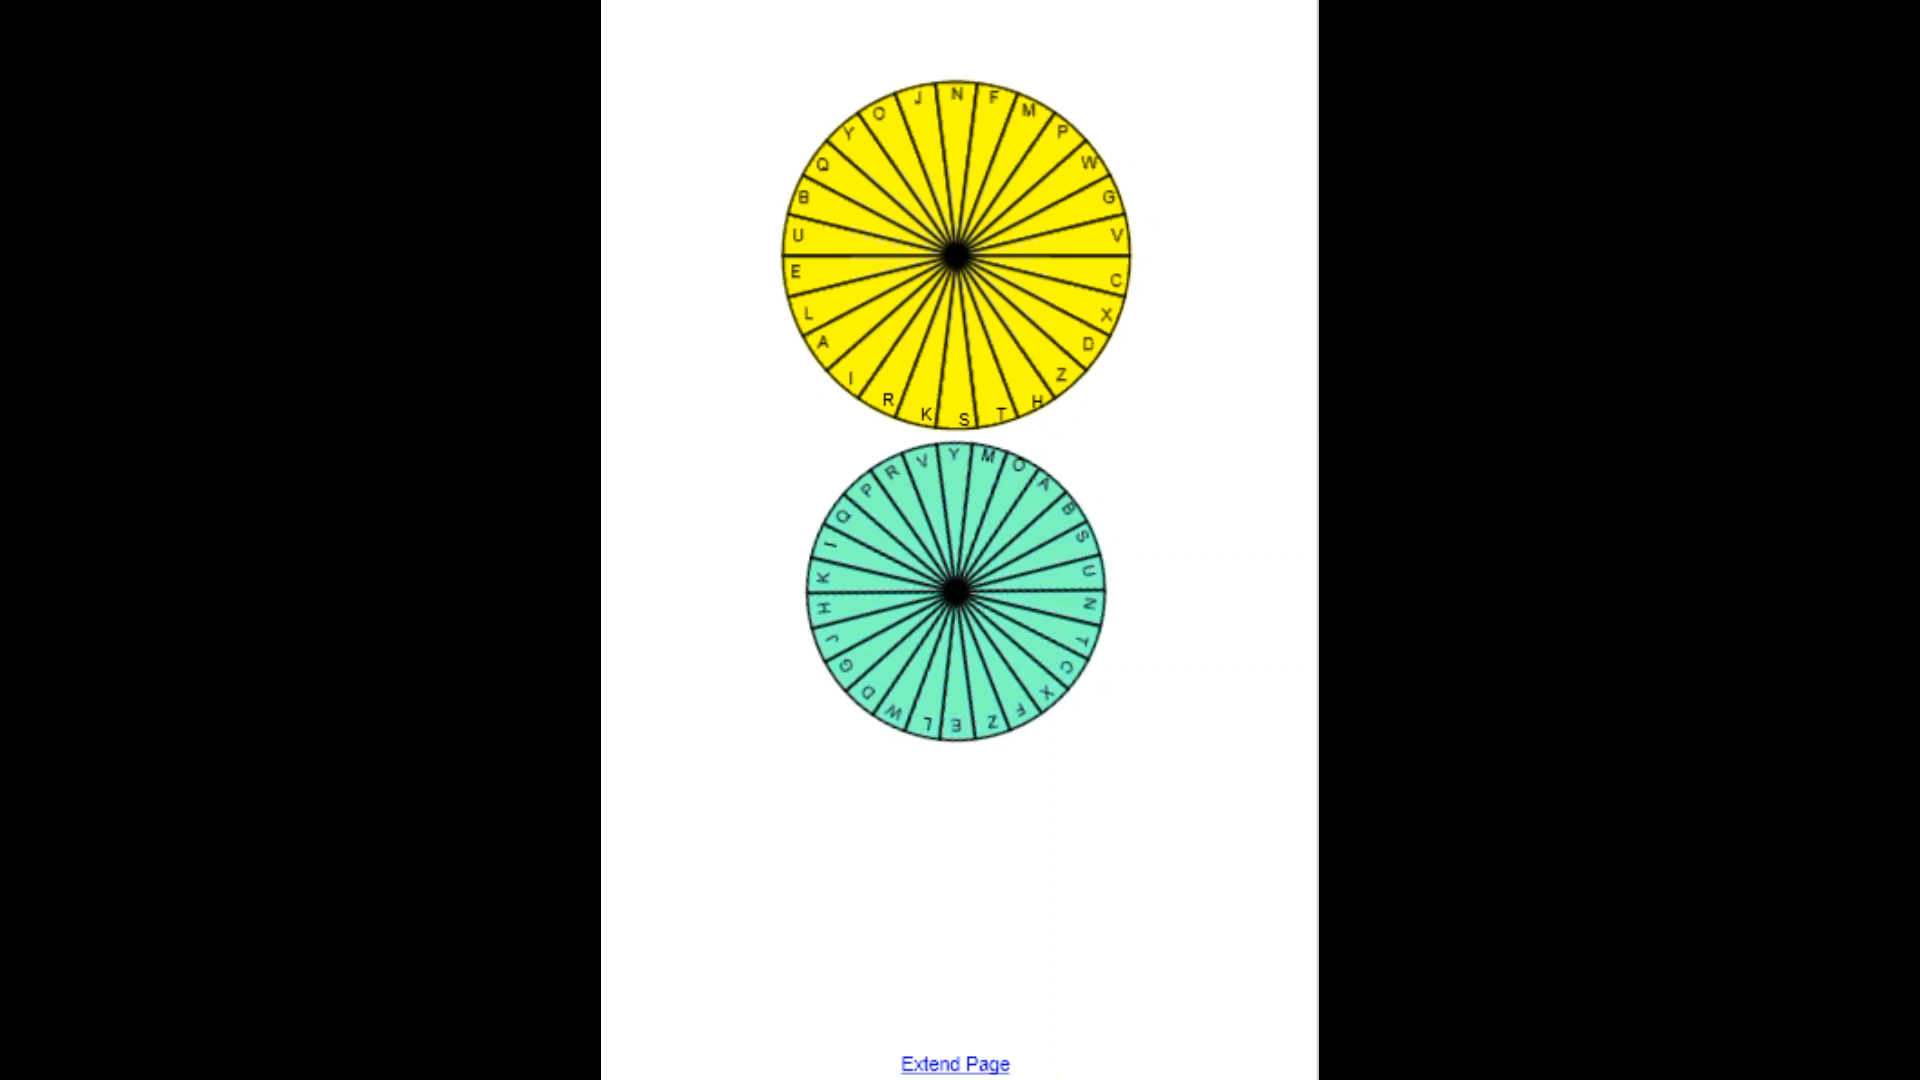 N F M P W G V C X D Z H T S K R I A L E U B Q Y O J
Y M O A B S U N T C X F Z E L W D G J H K I Q P R V
Extend Page